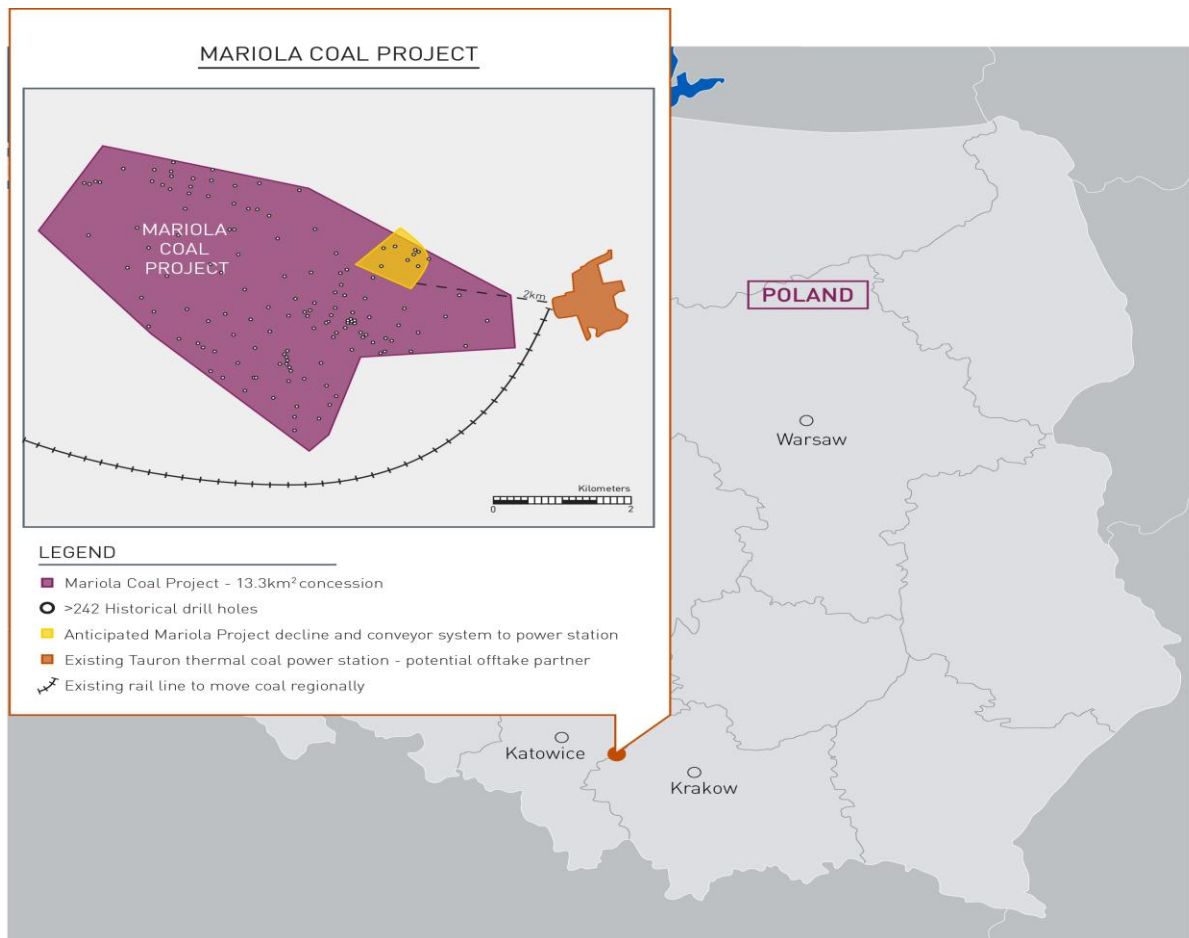 MARIOLA COAL PROJECT
MARIOLA
COAL
PROJECT
2km
Kilometers
0
2
LEGEND
Mariola Coal Project - 13.3km² concession
>242 Historical drill holes
Anticipated Mariola Project decline and conveyor system to power station
Existing Tauron thermal coal power station - potential offtake partner
Existing rail line to move coal regionally
POLAND
Warsaw
Katowice
Krakow